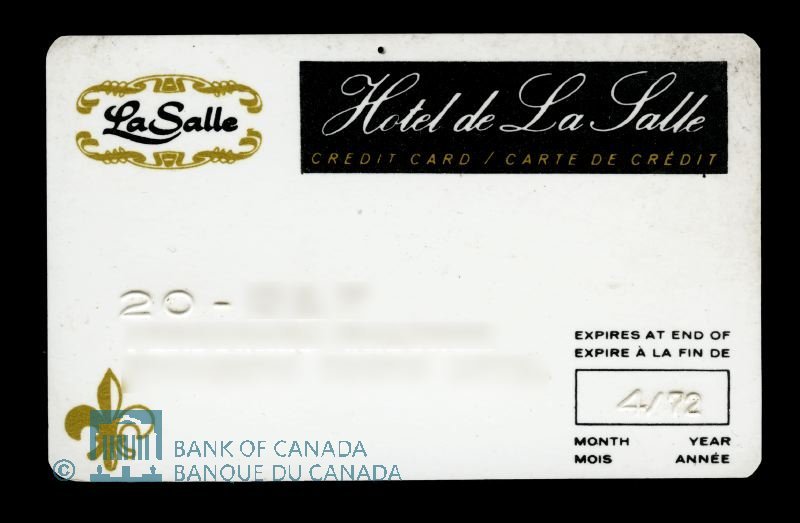 LaSalle
Hotel de La Salle
CREDIT CARD / CARTE DE CRÉDIT
20 -
EXPIRES AT END OF
EXPIRE À LA FIN DE
4/72
MONTH YEAR
MOIS ANNÉE
© BANK OF CANADA
BANQUE DU CANADA